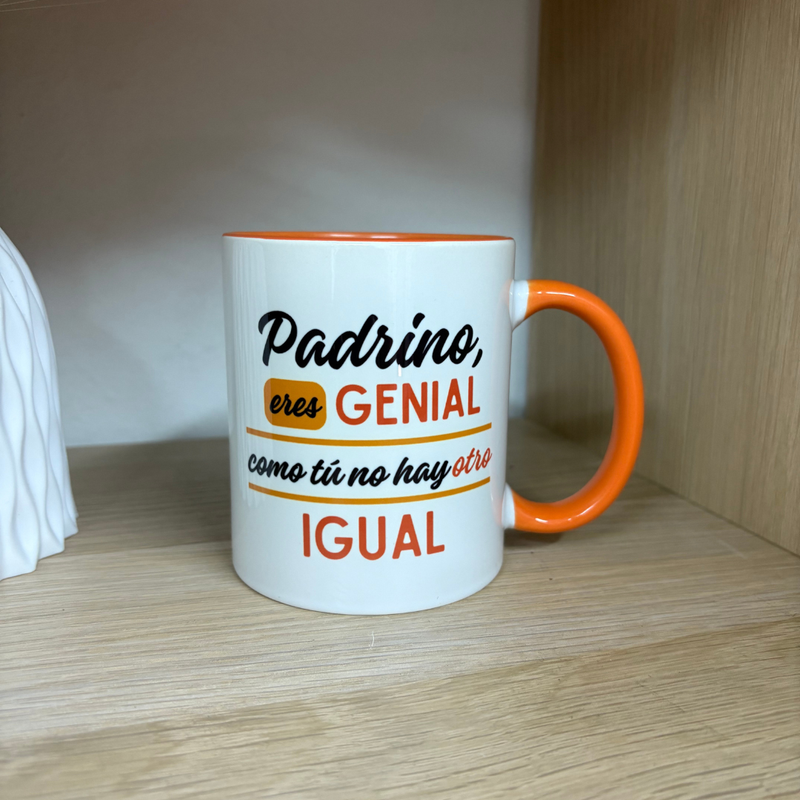 Padrino,
eres GENIAL
como tú no hay otro
IGUAL